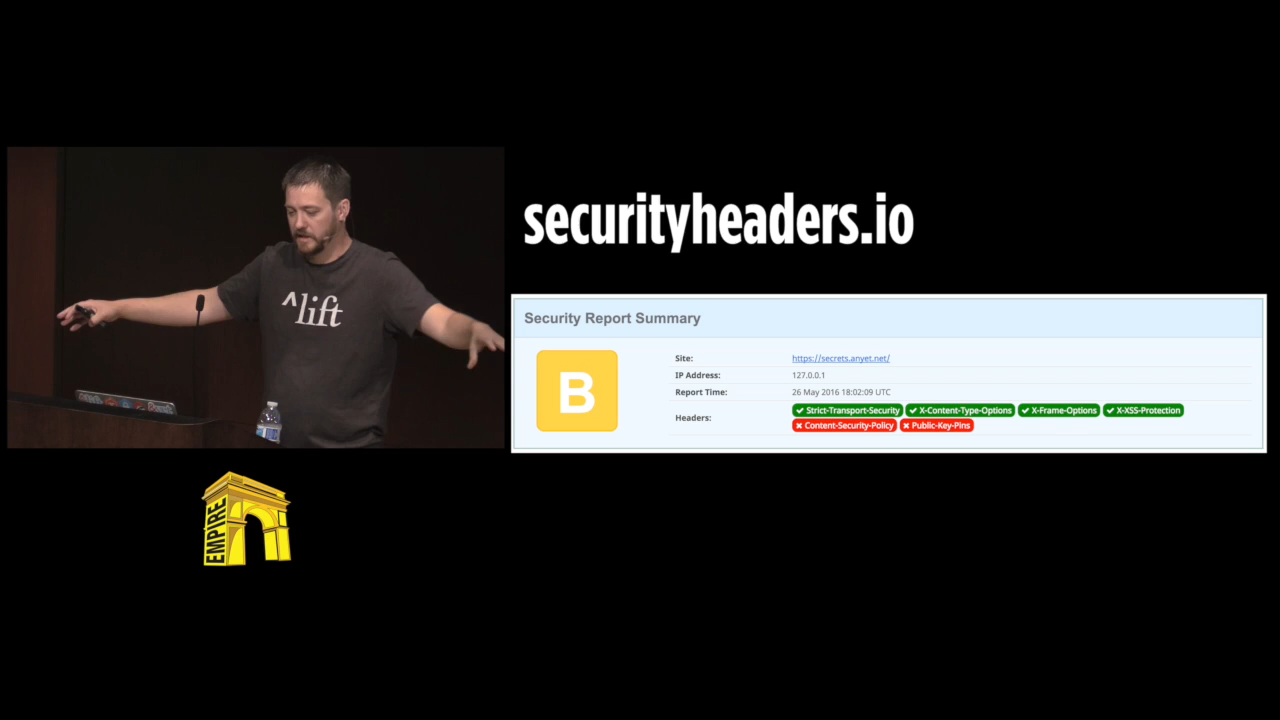 ^lift
EMPIRE
securityheaders.io
Security Report Summary
B
Site: https://secrets.anyet.net/
IP Address: 127.0.0.1
Report Time: 26 May 2016 18:02:09 UTC
Headers: ✔ Strict-Transport-Security ✔ X-Content-Type-Options ✔ X-Frame-Options ✔ X-XSS-Protection
✖ Content-Security-Policy ✖ Public-Key-Pins